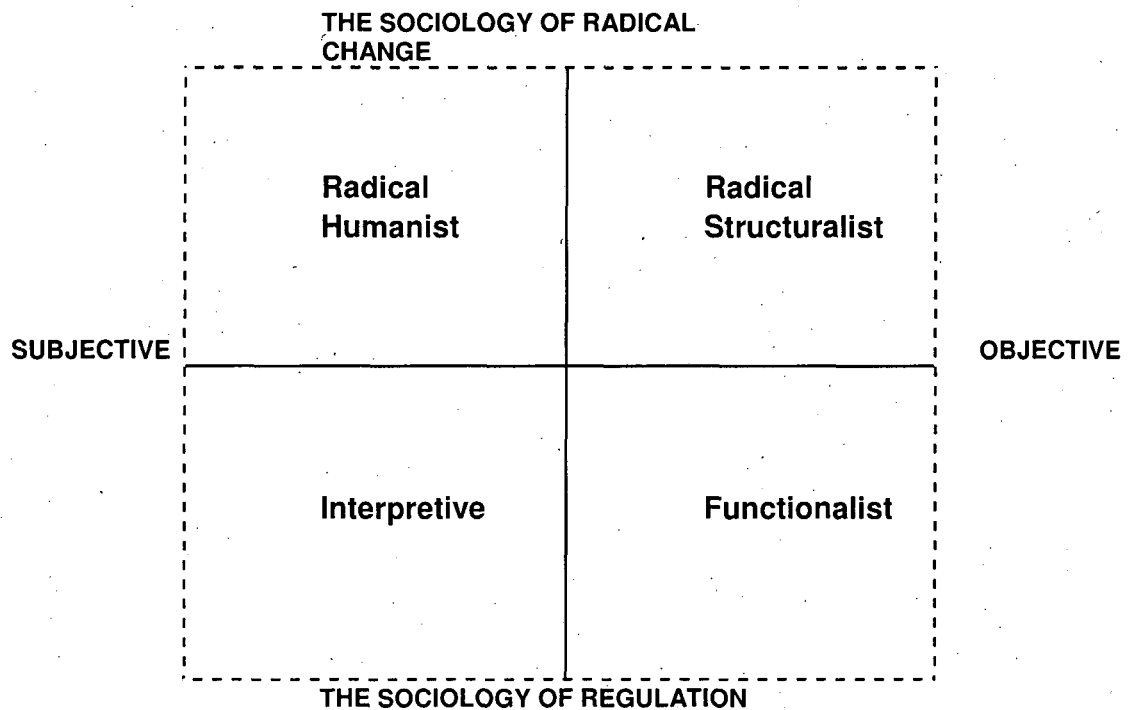 THE SOCIOLOGY OF RADICAL
CHANGE
Radical
Humanist
Radical
Structuralist
SUBJECTIVE
OBJECTIVE
Interpretive
Functionalist
THE SOCIOLOGY OF REGULATION